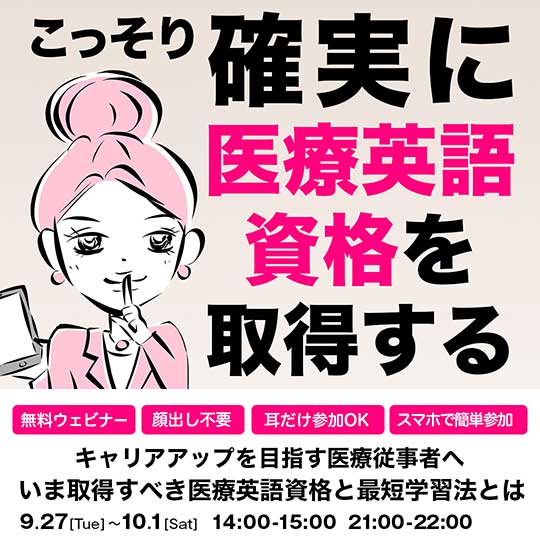 こっそり
確実に
医療英語
資格を
取得する
無料ウェビナー 顔出し不要 耳だけ参加OK スマホで簡単参加
キャリアアップを目指す医療従事者へ
いま取得すべき医療英語資格と最短学習法とは
9.27[Tue]～10.1[Sat] 14:00-15:00 21:00-22:00